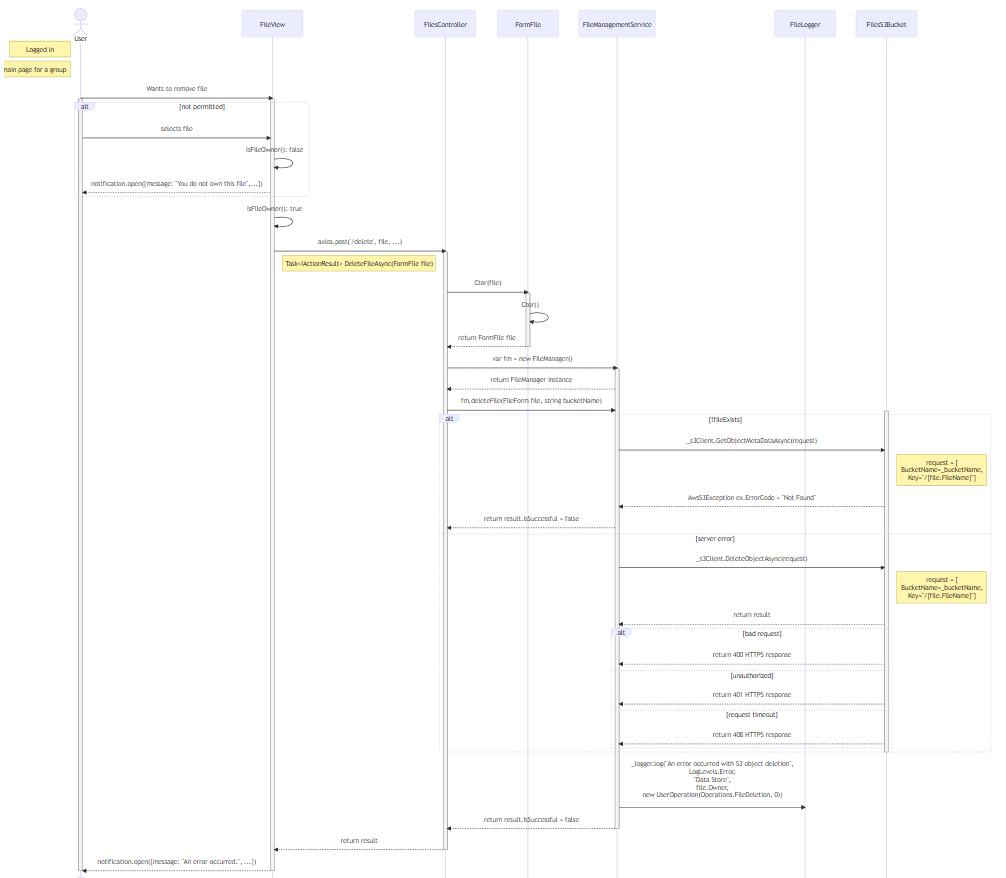 FileView
FilesController
FormFile
FileManagementService
FileLogger
FilesS3Bucket
User
Logged In
main page for a group
Wants to remove file
alt
[not permitted]
selects file
IsFileOwner(): false
notification.open({message: "You do not own this file",...})
IsFileOwner(): true
axios.post('/delete', file, ...)
Task<IActionResult> DeleteFileAsync(FormFile file)
Ctor(file)
Ctor()
return FormFile file
var fm = new FileManager()
return FileManager instance
fm.deleteFile(FileForm file, string bucketName)
alt
[!fileExists]
_s3Client.GetObjectMetaDataAsync(request)
request = {
BucketName=_bucketName,
Key="/{file.FileName}"}
AwsS3Exception ex.ErrorCode = "Not Found"
return result.IsSuccessful = false
[server error]
_s3Client.DeleteObjectAsync(request)
request = {
BucketName=_bucketName,
Key="/{file.FileName}"}
return result
alt
[bad request]
return 400 HTTPS response
[unauthorized]
return 401 HTTPS response
[request timeout]
return 408 HTTPS response
_logger.log("An error occurred with S3 object deletion",
LogLevels.Error,
"Data Store",
file.Owner,
new UserOperation(Operations.FileDeletion, 0))
return result.IsSuccessful = false
return result
notification.open({message: "An error occurred.", ...})